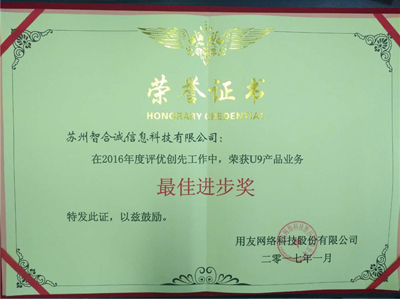 荣誉证书
HONORARY CREDENTIAL
苏州智合诚信息科技有限公司：
在2016年度评优创先工作中，荣获U9产品业务
最佳进步奖
特发此证，以兹鼓励。
用友网络科技股份有限公司
二零一七年一月